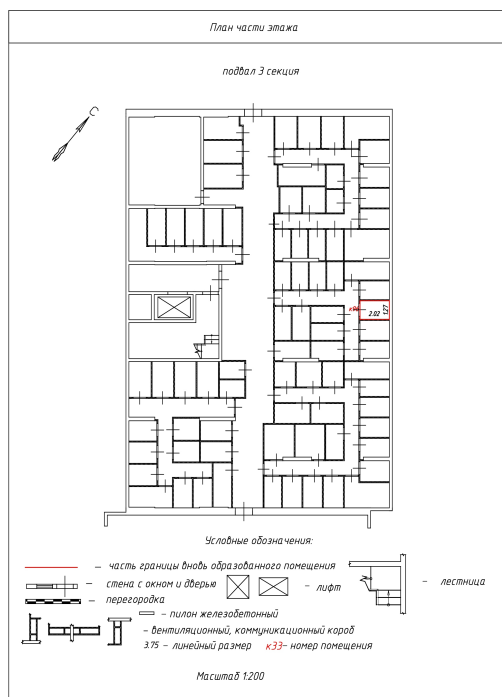 План части этажа
подвал 3 секция
С
2.02
1.27
Условные обозначения:
— часть границы вновь образованного помещения
— стена с окном и дверью
— лифт
— лестница
— перегородка
— пилон железобетонный
— вентиляционный, коммуникационный короб
3.75 — линейный размер к33— номер помещения
Масштаб 1:200